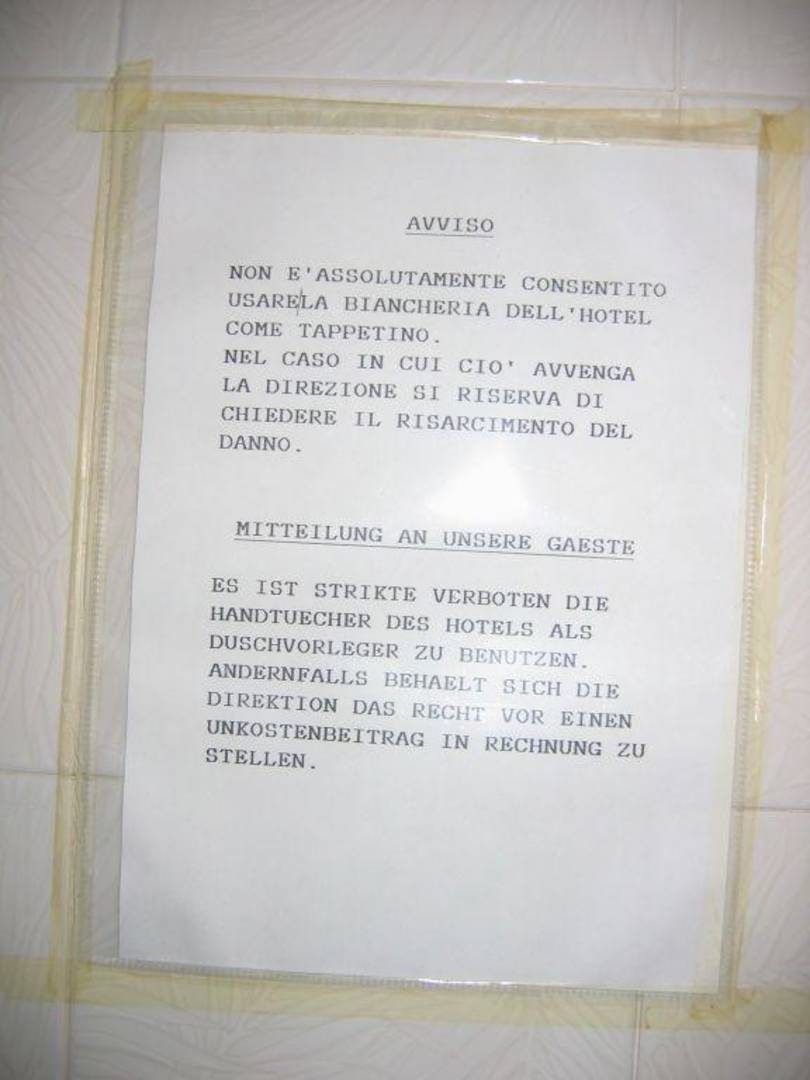 AVVISO
NON E'ASSOLUTAMENTE CONSENTITO
USARE LA BIANCHERIA DELL'HOTEL
COME TAPPETINO.
NEL CASO IN CUI CIO' AVVENGA
LA DIREZIONE SI RISERVA DI
CHIEDERE IL RISARCIMENTO DEL
DANNO.
MITTEILUNG AN UNSERE GAESTE
ES IST STRIKTE VERBOTEN DIE
HANDTUECHER DES HOTELS ALS
DUSCHVORLEGER ZU BENUTZEN.
ANDERNFALLS BEHAELT SICH DIE
DIREKTION DAS RECHT VOR EINEN
UNKOSTENBEITRAG IN RECHNUNG ZU
STELLEN.